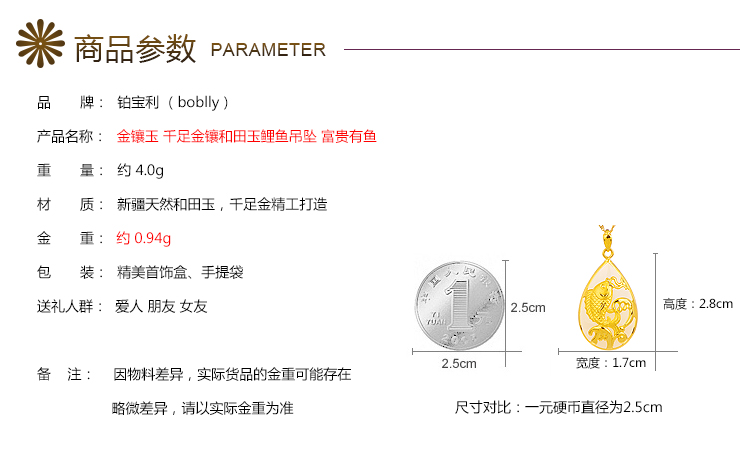 商品参数 PARAMETER
品 牌： 铂宝利 （ boblly ）
产品名称： 金镶玉 千足金镶和田玉鲤鱼吊坠 富贵有鱼
重 量： 约 4.0g
材 质： 新疆天然和田玉，千足金精工打造
金 重： 约 0.94g
包 装： 精美首饰盒、手提袋
送礼人群： 爱人 朋友 女友
备 注： 因物料差异，实际货品的金重可能存在
略微差异，请以实际金重为准
1
YI
YUAN
2.5cm
2.5cm
高度：2.8cm
宽度：1.7cm
尺寸对比：一元硬币直径为2.5cm